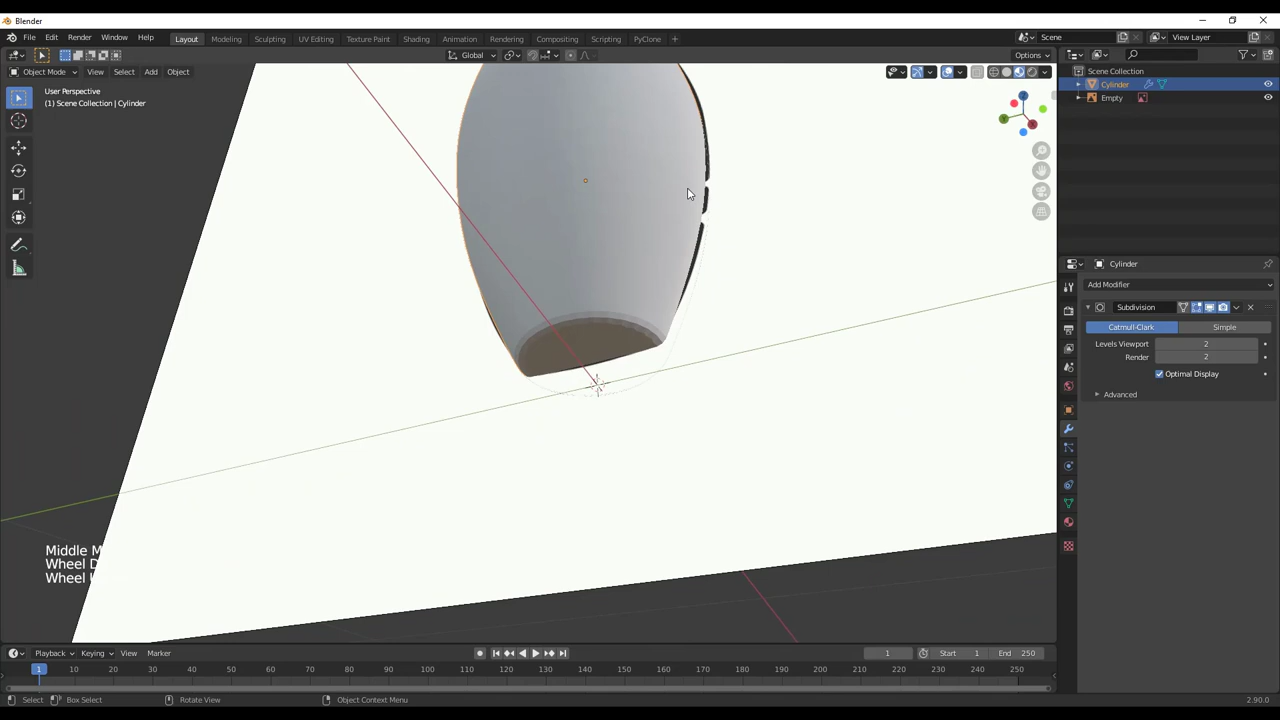 Blender
File Edit Render Window Help Layout Modeling Sculpting UV Editing Texture Paint Shading Animation Rendering Compositing Scripting PyClone + Scene View Layer
Global Options
Object Mode View Select Add Object
User Perspective
(1) Scene Collection | Cylinder
Scene Collection
Cylinder
Empty
Cylinder
Add Modifier
Subdivision
Catmull-Clark Simple
Levels Viewport 2
Render 2
Optimal Display
Advanced
Middle M
Wheel D
Wheel
Playback Keying View Marker 1 Start 1 End 250
1 10 20 30 40 50 60 70 80 90 100 110 120 130 140 150 160 170 180 190 200 210 220 230 240 250
Select Box Select Rotate View Object Context Menu 2.90.0